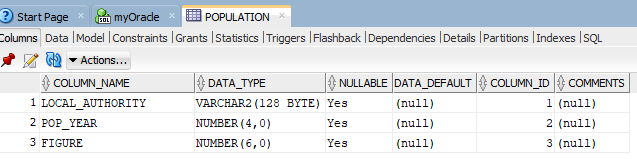 Start Page myOracle POPULATION
Columns Data Model Constraints Grants Statistics Triggers Flashback Dependencies Details Partitions Indexes SQL
Actions...
COLUMN_NAME DATA_TYPE NULLABLE DATA_DEFAULT COLUMN_ID COMMENTS
1 LOCAL_AUTHORITY VARCHAR2(128 BYTE) Yes (null) 1 (null)
2 POP_YEAR NUMBER(4,0) Yes (null) 2 (null)
3 FIGURE NUMBER(6,0) Yes (null) 3 (null)